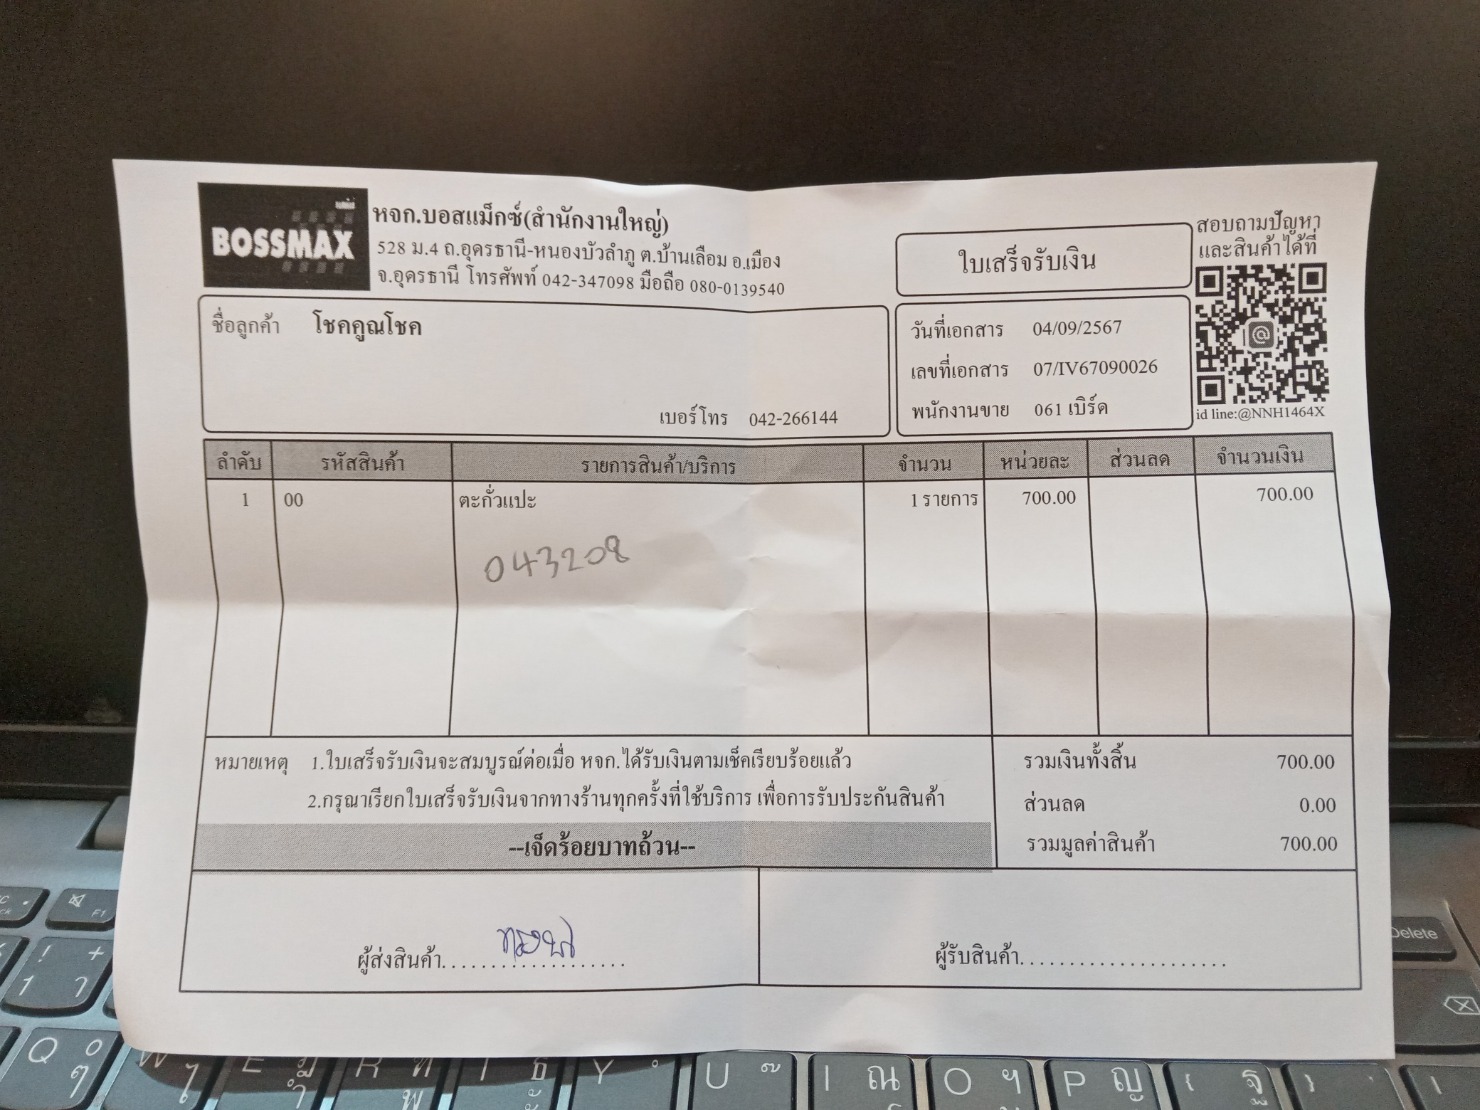 BOSSMAX
หจก.บอสแม็กซ์(สำนักงานใหญ่)
528 ม.4 ถ.อุดรธานี-หนองบัวลำภู ต.บ้านเลื่อม อ.เมือง
จ.อุดรธานี โทรศัพท์ 042-347098 มือถือ 080-0139540
ใบเสร็จรับเงิน
สอบถามปัญหา
และสินค้าได้ที่
id line:@NNH1464X
ชื่อลูกค้า โชคคูณโชค
เบอร์โทร 042-266144
วันที่เอกสาร 04/09/2567
เลขที่เอกสาร 07/IV67090026
พนักงานขาย 061 เบิร์ด
ลำดับ รหัสสินค้า รายการสินค้า/บริการ จำนวน หน่วยละ ส่วนลด จำนวนเงิน
1 00 ตะกั่วแปะ 1 รายการ 700.00 700.00
043208
หมายเหตุ 1.ใบเสร็จรับเงินจะสมบูรณ์ต่อเมื่อ หจก.ได้รับเงินตามเช็คเรียบร้อยแล้ว
2.กรุณาเรียกใบเสร็จรับเงินจากทางร้านทุกครั้งที่ใช้บริการ เพื่อการรับประกันสินค้า
--เจ็ดร้อยบาทถ้วน--
รวมเงินทั้งสิ้น 700.00
ส่วนลด 0.00
รวมมูลค่าสินค้า 700.00
ผู้ส่งสินค้า....................
ผู้รับสินค้า......................
Delete
F1
! +
1 ๅ
Q ๐ ๆ
E ฎ ำ
R ฑ พ
T ธ ะ
Y ั
U ๊
I ณ
O ฯ
P ญ
{ ฐ
}